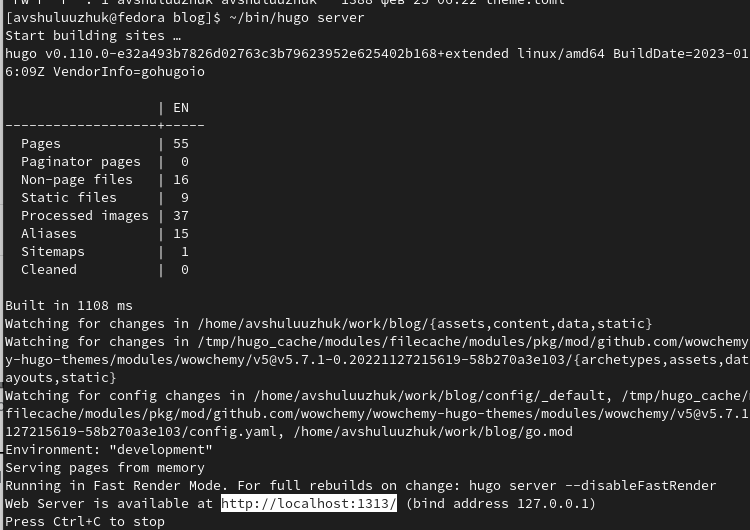 1 avshuluuzhuk avshuluuzhuk 1388 фев 25 06:22 theme.toml
[avshuluuzhuk@fedora blog]$ ~/bin/hugo server
Start building sites …
hugo v0.110.0-e32a493b7826d02763c3b79623952e625402b168+extended linux/amd64 BuildDate=2023-01
6:09Z VendorInfo=gohugoio
| EN
-------------------+-----
Pages | 55
Paginator pages | 0
Non-page files | 16
Static files | 9
Processed images | 37
Aliases | 15
Sitemaps | 1
Cleaned | 0
Built in 1108 ms
Watching for changes in /home/avshuluuzhuk/work/blog/{assets,content,data,static}
Watching for changes in /tmp/hugo_cache/modules/filecache/modules/pkg/mod/github.com/wowchemy
y-hugo-themes/modules/wowchemy/v5@v5.7.1-0.20221127215619-58b270a3e103/{archetypes,assets,dat
ayouts,static}
Watching for config changes in /home/avshuluuzhuk/work/blog/config/_default, /tmp/hugo_cache/
filecache/modules/pkg/mod/github.com/wowchemy/wowchemy-hugo-themes/modules/wowchemy/v5@v5.7.1
127215619-58b270a3e103/config.yaml, /home/avshuluuzhuk/work/blog/go.mod
Environment: "development"
Serving pages from memory
Running in Fast Render Mode. For full rebuilds on change: hugo server --disableFastRender
Web Server is available at http://localhost:1313/ (bind address 127.0.0.1)
Press Ctrl+C to stop